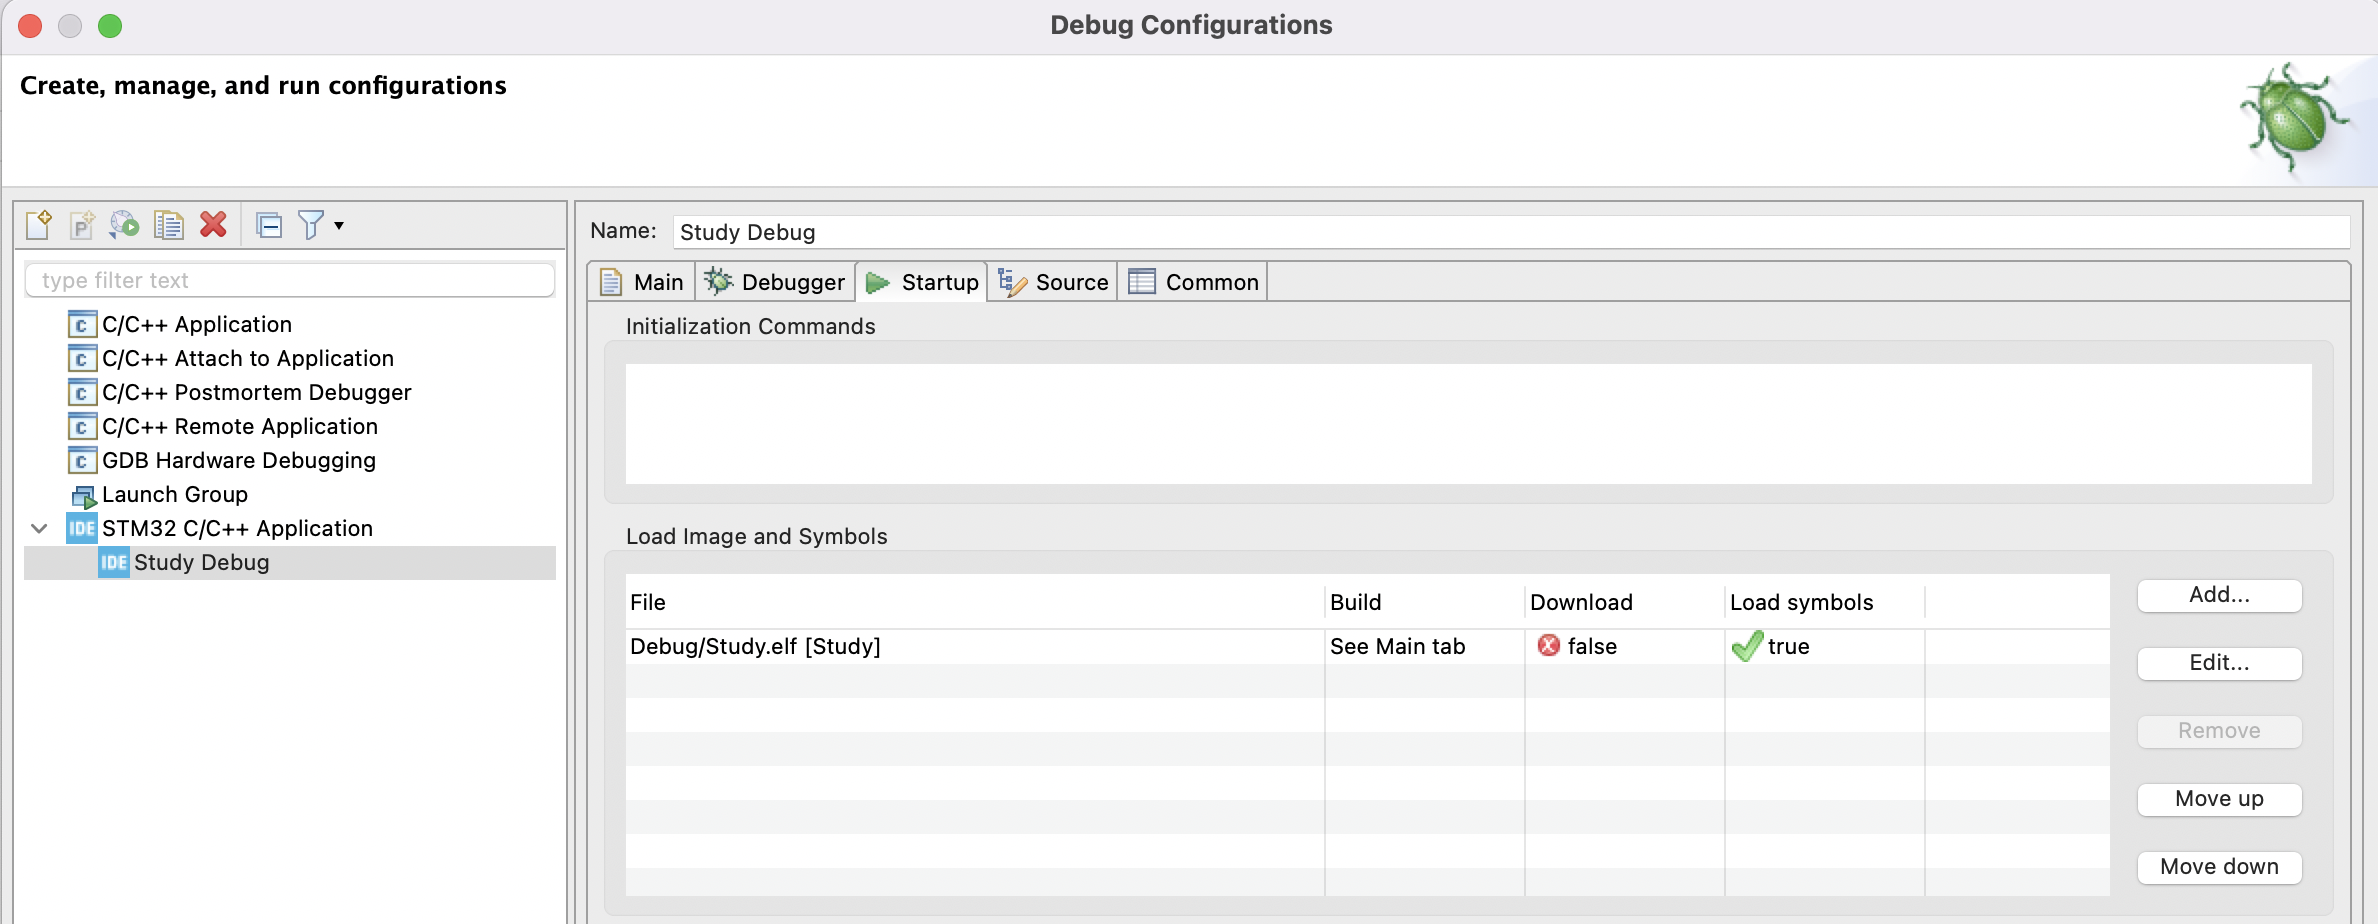 Debug Configurations
Create, manage, and run configurations
type filter text
C/C++ Application
C/C++ Attach to Application
C/C++ Postmortem Debugger
C/C++ Remote Application
GDB Hardware Debugging
Launch Group
IDE STM32 C/C++ Application
IDE Study Debug
Name: Study Debug
Main Debugger Startup Source Common
Initialization Commands
Load Image and Symbols
File Build Download Load symbols
Debug/Study.elf [Study] See Main tab false true
Add...
Edit...
Remove
Move up
Move down